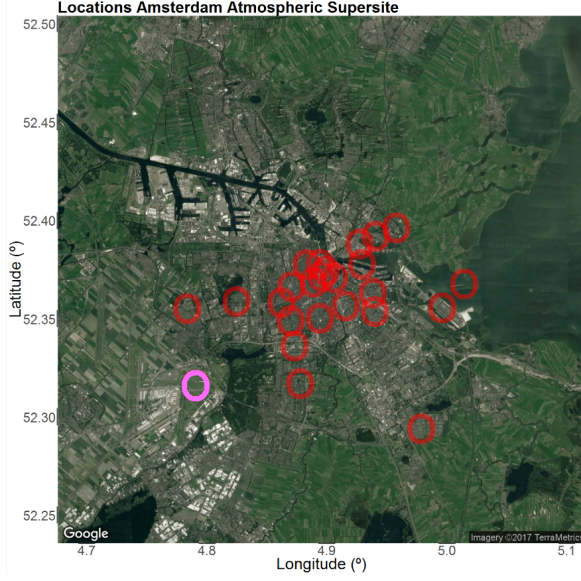 Locations Amsterdam Atmospheric Supersite
52.50
52.45
52.40
52.35
52.30
52.25
Latitude (º)
Google
Imagery ©2017 TerraMetrics
4.7 4.8 4.9 5.0 5.1
Longitude (º)